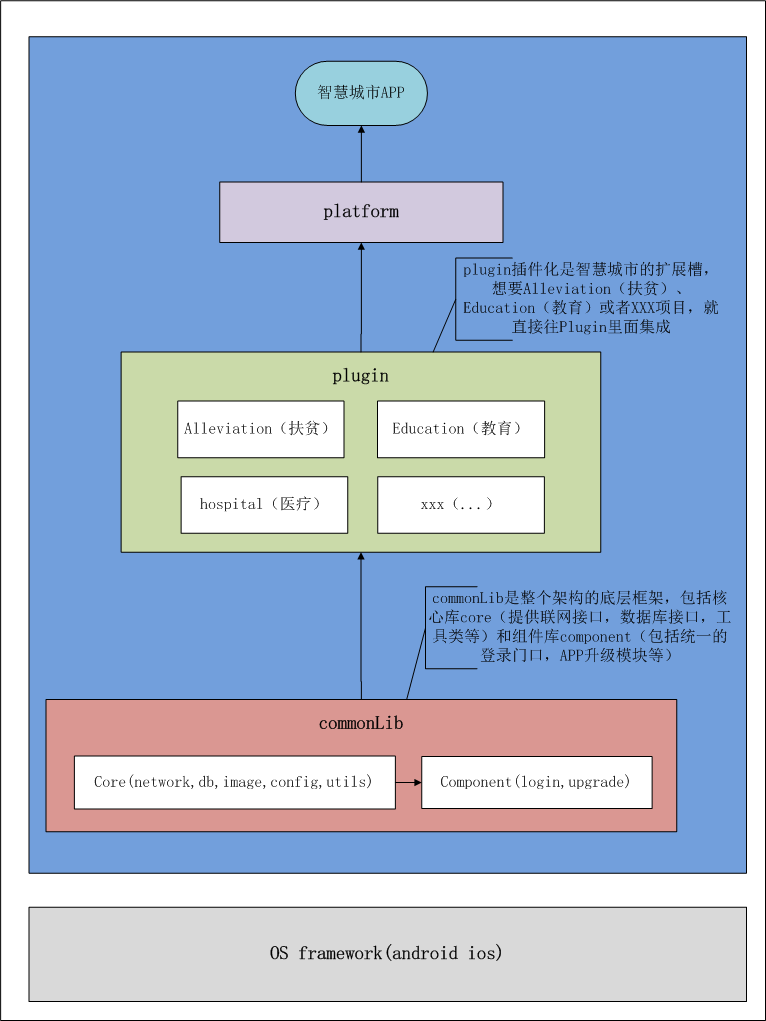 智慧城市APP
platform
plugin插件化是智慧城市的扩展槽，
想要Alleviation（扶贫）、
Education（教育）或者XXX项目，就
直接往Plugin里面集成
plugin
Alleviation（扶贫）
Education（教育）
hospital（医疗）
xxx（...）
commonLib是整个架构的底层框架，包括核
心库core（提供联网接口，数据库接口，工
具类等）和组件库component（包括统一的
登录门口，APP升级模块等）
commonLib
Core(network,db,image,config,utils)
Component(login,upgrade)
OS framework(android ios)